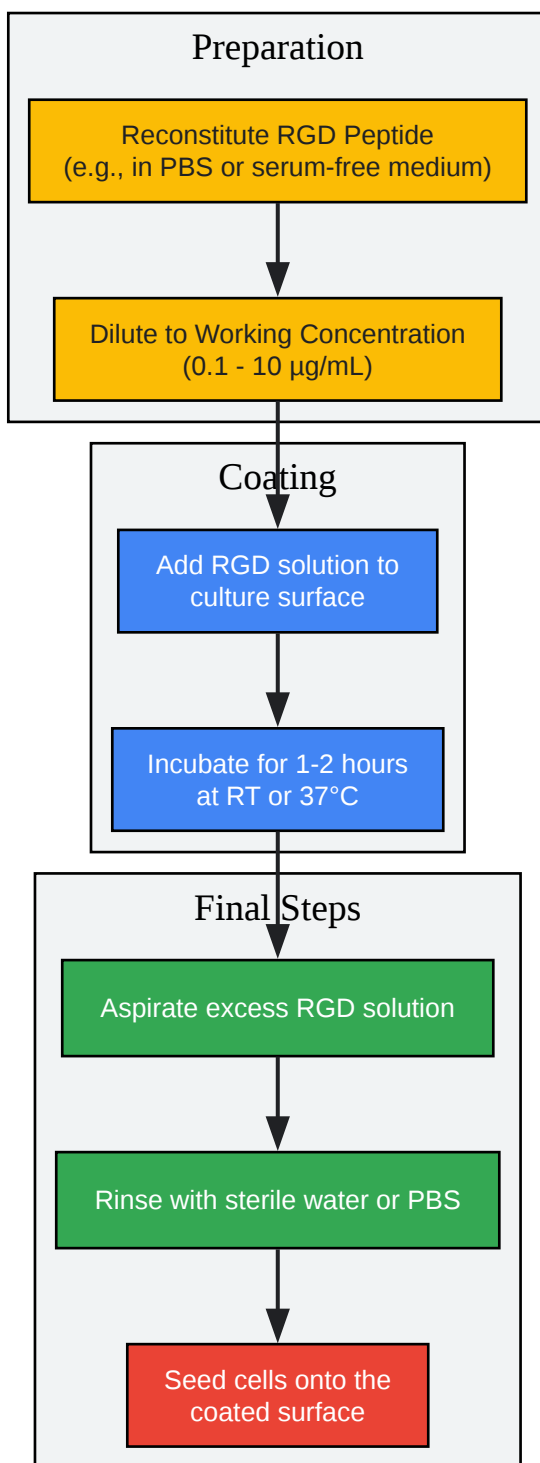 Preparation
Reconstitute RGD Peptide
(e.g., in PBS or serum-free medium)
Dilute to Working Concentration
(0.1 - 10 µg/mL)
Coating
Add RGD solution to
culture surface
Incubate for 1-2 hours
at RT or 37°C
Final Steps
Aspirate excess RGD solution
Rinse with sterile water or PBS
Seed cells onto the
coated surface